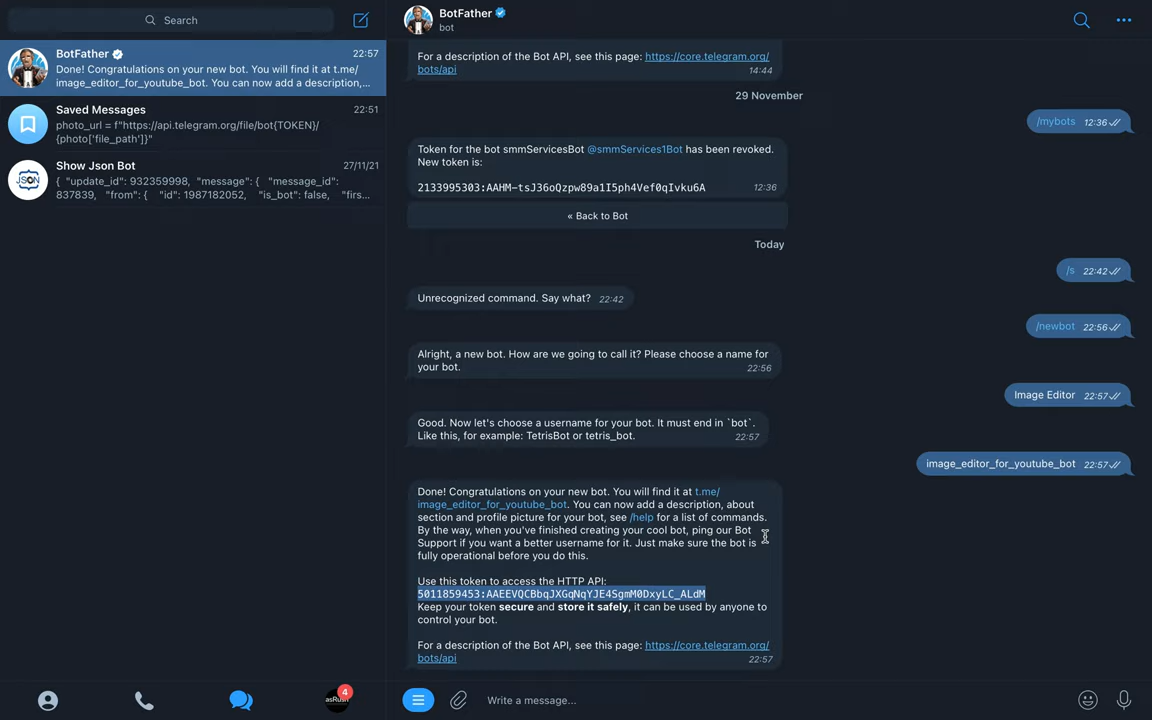 Search
BotFather
22:57
Done! Congratulations on your new bot. You will find it at t.me/
image_editor_for_youtube_bot. You can now add a description,…
Saved Messages
22:51
photo_url = f"https://api.telegram.org/file/bot{TOKEN}/
{photo['file_path']}"
Show Json Bot
27/11/21
{ "update_id": 932359998, "message": { "message_id":
837839, "from": { "id": 1987182052, "is_bot": false, "firs…
JSON
asRush
4
BotFather
bot
For a description of the Bot API, see this page: https://core.telegram.org/
bots/api
14:44
29 November
/mybots 12:36
Token for the bot smmServicesBot @smmServices1Bot has been revoked.
New token is:
2133995303:AAHM-tsJ36oQzpw89a1I5ph4Vef0qIvku6A
12:36
« Back to Bot
Today
/s 22:42
Unrecognized command. Say what? 22:42
/newbot 22:56
Alright, a new bot. How are we going to call it? Please choose a name for
your bot.
22:56
Image Editor 22:57
Good. Now let's choose a username for your bot. It must end in `bot`.
Like this, for example: TetrisBot or tetris_bot.
22:57
image_editor_for_youtube_bot 22:57
Done! Congratulations on your new bot. You will find it at t.me/
image_editor_for_youtube_bot. You can now add a description, about
section and profile picture for your bot, see /help for a list of commands.
By the way, when you've finished creating your cool bot, ping our Bot
Support if you want a better username for it. Just make sure the bot is
fully operational before you do this.
Use this token to access the HTTP API:
5011859453:AAEEVQCBbqJXGqNqYJE4SgmM0DxyLC_ALdM
Keep your token secure and store it safely, it can be used by anyone to
control your bot.
For a description of the Bot API, see this page: https://core.telegram.org/
bots/api
22:57
Write a message...